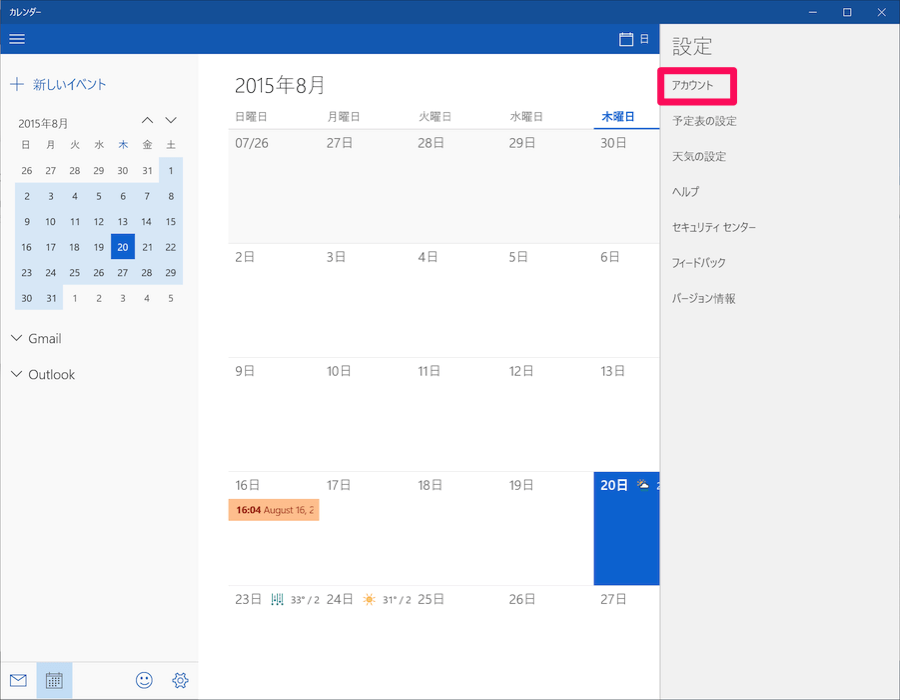 カレンダー
日
設定
アカウント
予定表の設定
天気の設定
ヘルプ
セキュリティ センター
フィードバック
バージョン情報
新しいイベント
2015年8月
日 月 火 水 木 金 土
26 27 28 29 30 31 1
2 3 4 5 6 7 8
9 10 11 12 13 14 15
16 17 18 19 20 21 22
23 24 25 26 27 28 29
30 31 1 2 3 4 5
Gmail
Outlook
2015年8月
日曜日 月曜日 火曜日 水曜日 木曜日
07/26 27日 28日 29日 30日
2日 3日 4日 5日 6日
9日 10日 11日 12日 13日
16日 17日 18日 19日 20日
16:04 August 16, 2
23日 33° / 2 24日 31° / 2 25日 26日 27日